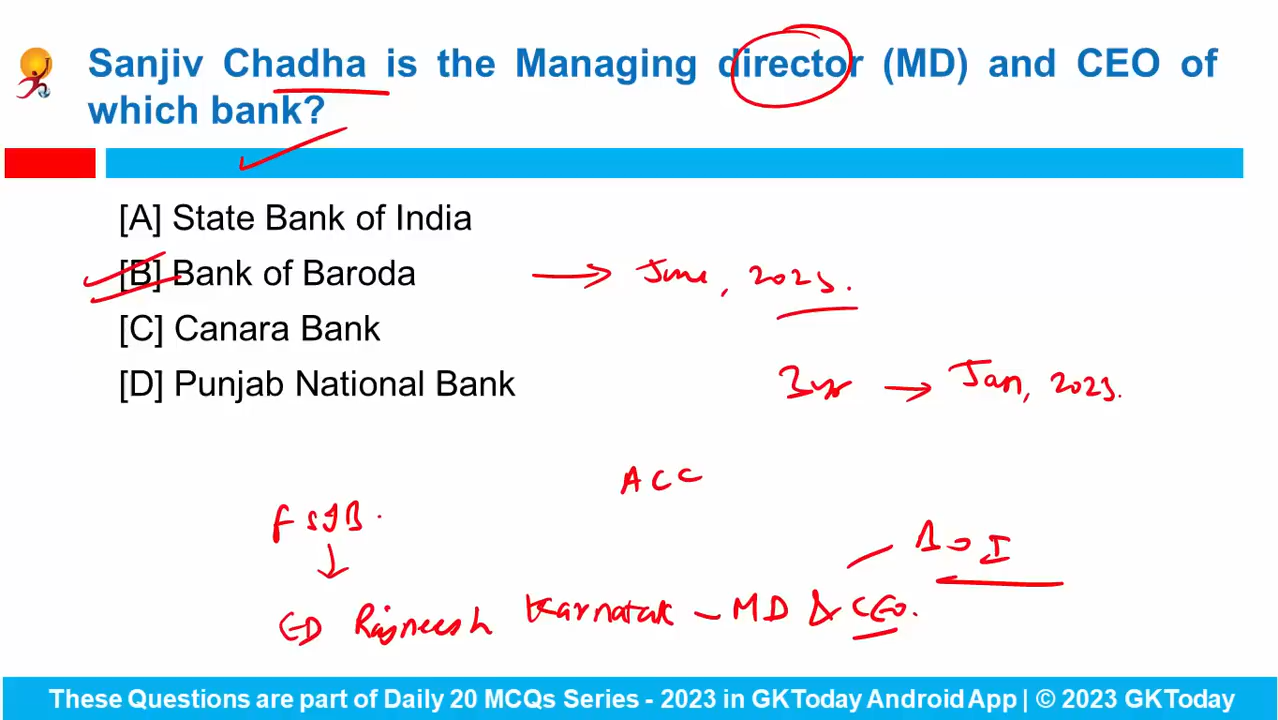 Sanjiv Chadha is the Managing director (MD) and CEO of
which bank?
[A] State Bank of India
[B] Bank of Baroda → June, 2023.
[C] Canara Bank
[D] Punjab National Bank
3yr → Jan, 2023.
ACC
FSIB.
↓
BOI
ED Rajneesh Karnatak - MD & CEO.
These Questions are part of Daily 20 MCQs Series - 2023 in GKToday Android App | © 2023 GKToday